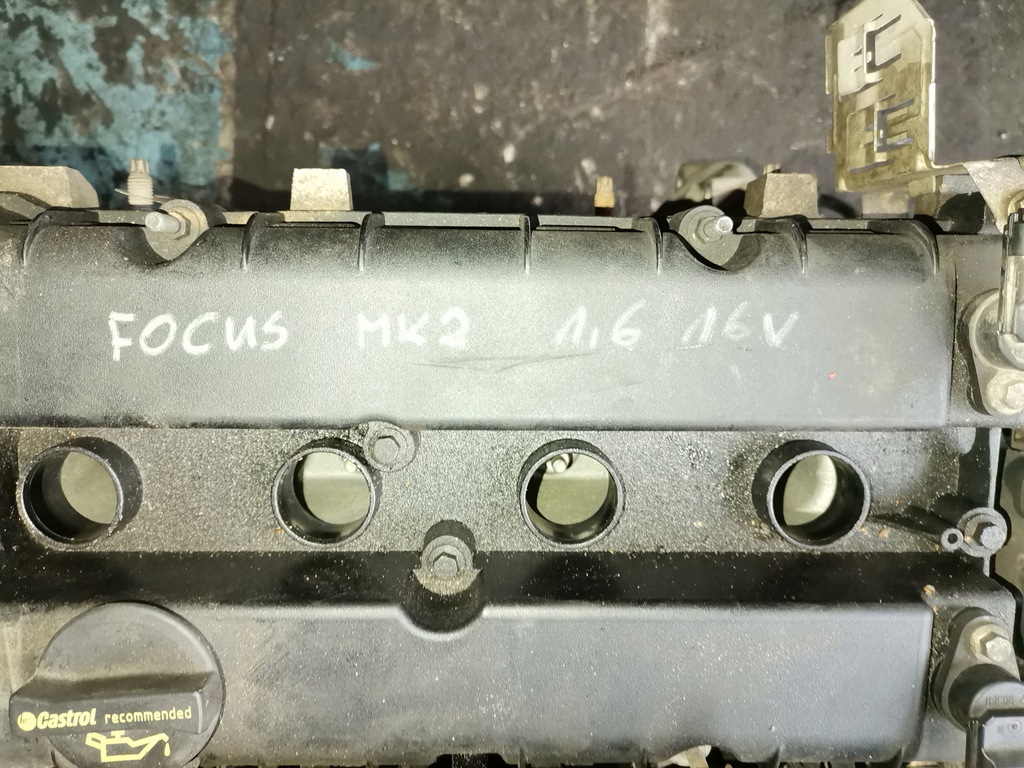 FOCUS MK2 1,6 16V
Castrol recommended